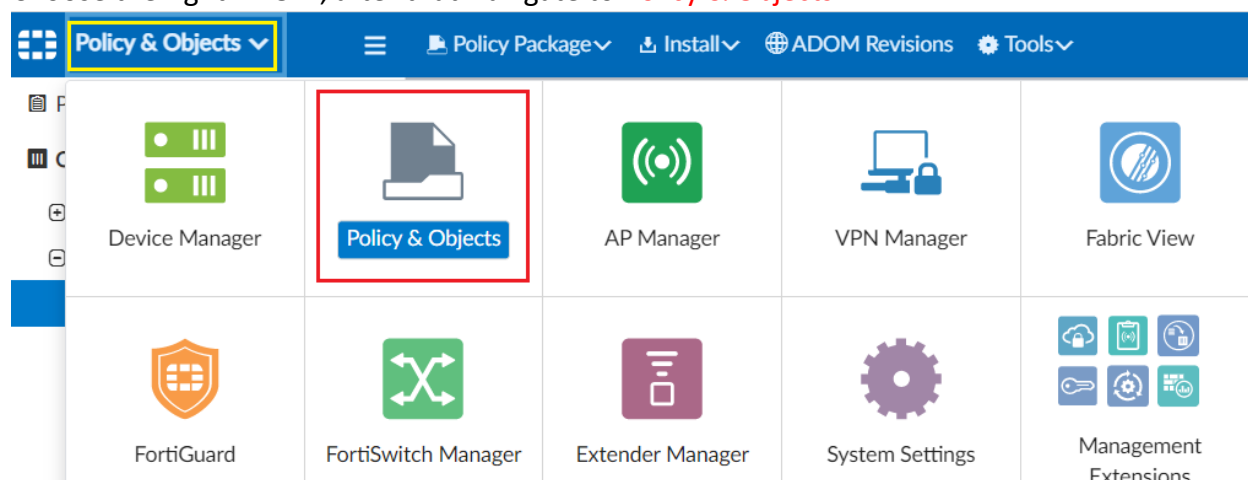 Policy & Objects
Policy Package
Install
ADOM Revisions
Tools
Device Manager
Policy & Objects
AP Manager
VPN Manager
Fabric View
FortiGuard
FortiSwitch Manager
Extender Manager
System Settings
Management
Extensions